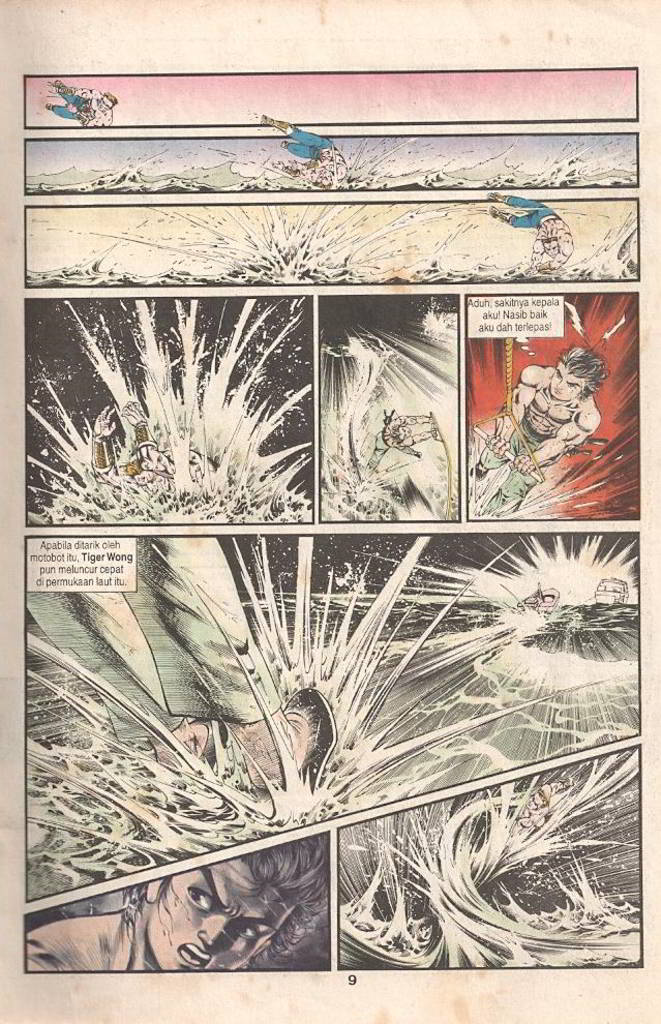 Aduh, sakitnya kepala
aku! Nasib baik
aku dah terlepas!
Apabila ditarik oleh
motobot itu, Tiger Wong
pun meluncur cepat
di permukaan laut itu.
9